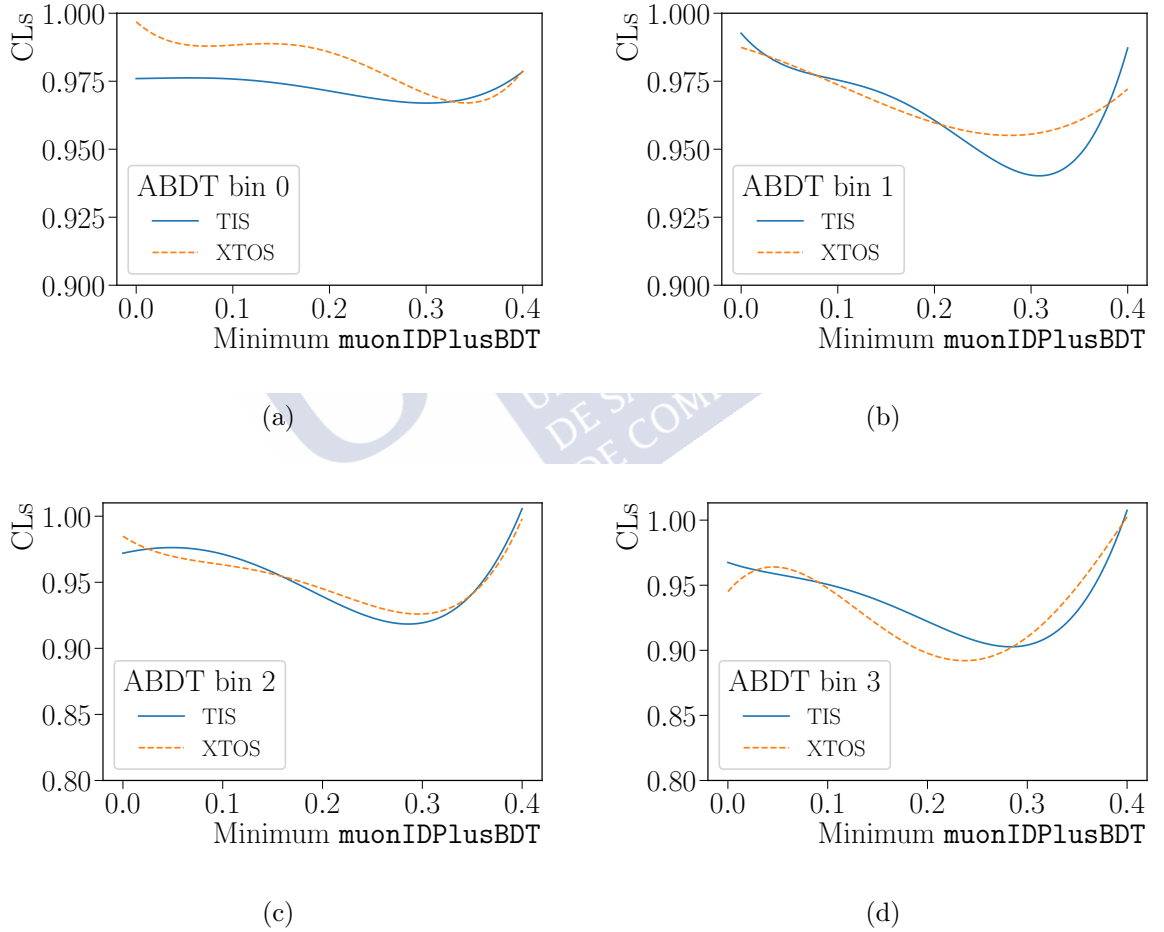 CLs
1.000
0.975
0.950
0.925
0.900
ABDT bin 0
TIS
XTOS
0.0 0.1 0.2 0.3 0.4
Minimum muonIDPlusBDT
(a)
CLs
1.000
0.975
0.950
0.925
0.900
ABDT bin 1
TIS
XTOS
0.0 0.1 0.2 0.3 0.4
Minimum muonIDPlusBDT
(b)
DE COM
CLs
1.00
0.95
0.90
0.85
0.80
ABDT bin 2
TIS
XTOS
0.0 0.1 0.2 0.3 0.4
Minimum muonIDPlusBDT
(c)
CLs
1.00
0.95
0.90
0.85
0.80
ABDT bin 3
TIS
XTOS
0.0 0.1 0.2 0.3 0.4
Minimum muonIDPlusBDT
(d)